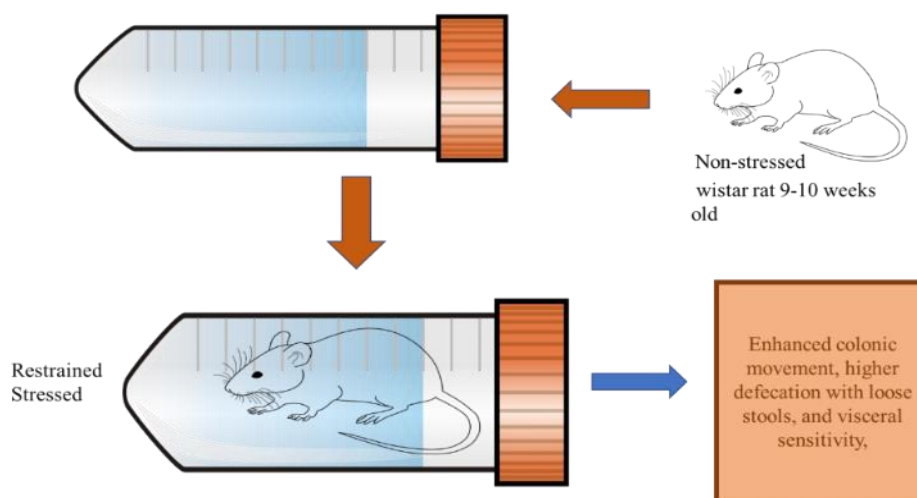 Non-stressed
wistar rat 9-10 weeks
old
Restrained
Stressed
Enhanced colonic
movement, higher
defecation with loose
stools, and visceral
sensitivity,